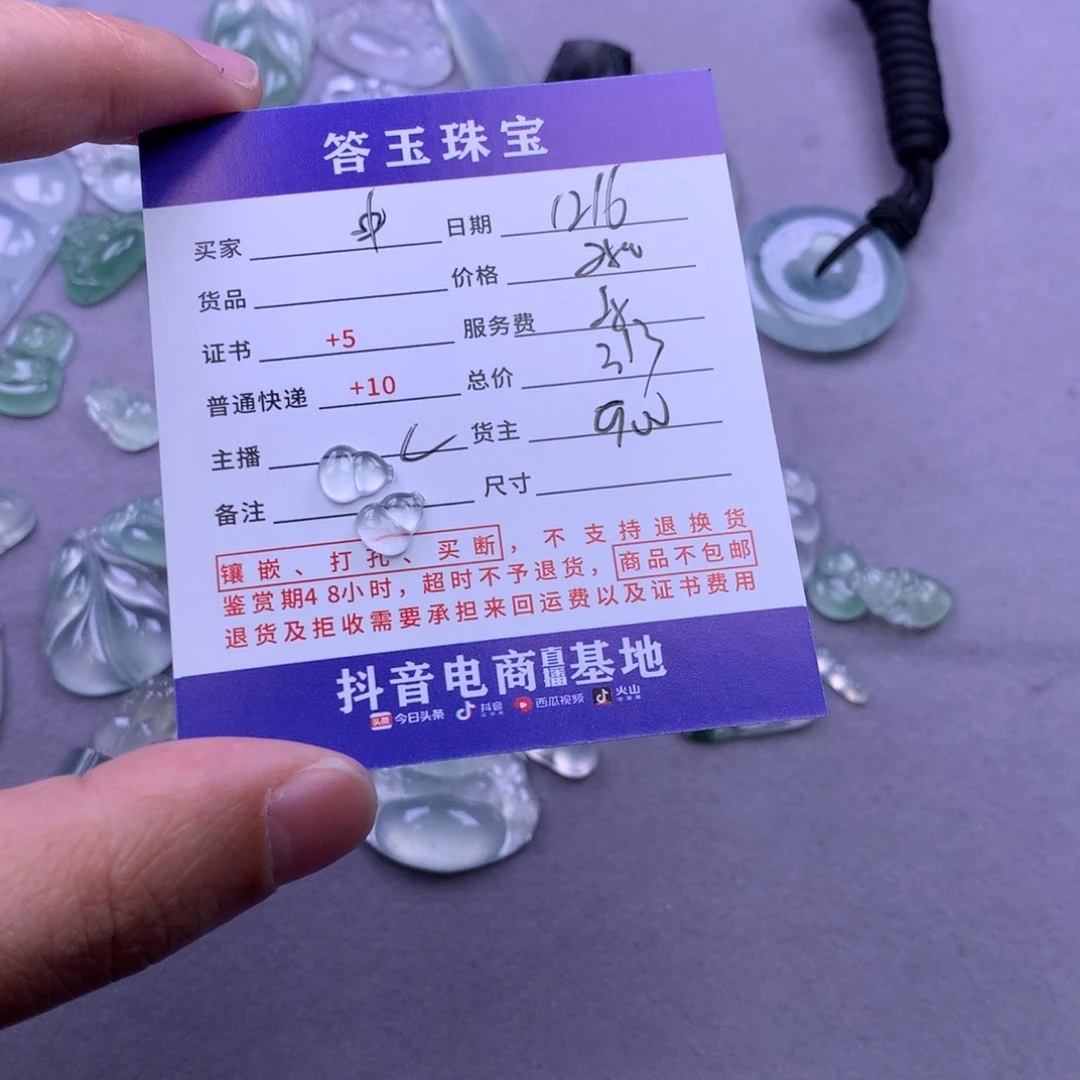 答玉珠宝
买家 日期 1216
货品 价格
证书 +5 服务费
普通快递 +10 总价
主播 货主
备注 尺寸
镶嵌、打孔、买断，不支持退换货
鉴赏期48小时，超时不予退货，商品不包邮
退货及拒收需要承担来回运费以及证书费用
抖音电商直播基地
头条 今日头条 抖音 西瓜视频 火山